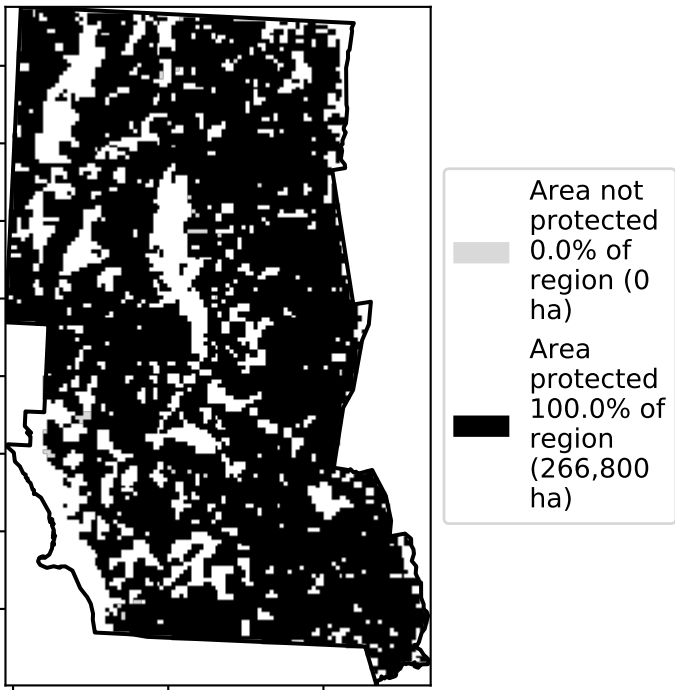 Area not
protected
0.0% of
region (0
ha)
Area
protected
100.0% of
region
(266,800
ha)